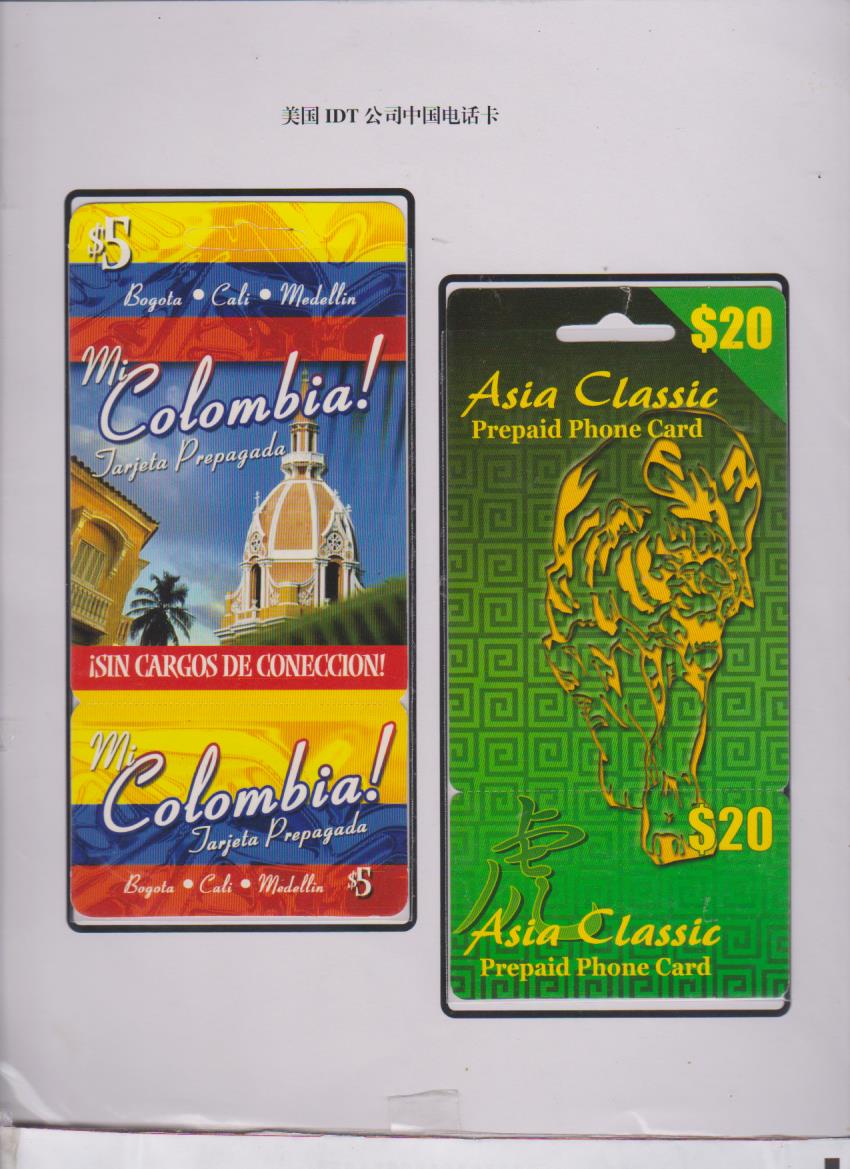 美国 IDT 公司中国电话卡
$5
Bogota • Cali • Medellin
Mi
Colombia!
Tarjeta Prepagada
¡SIN CARGOS DE CONECCION!
Mi
Colombia!
Tarjeta Prepagada
Bogota • Cali • Medellin $5
$20
Asia Classic
Prepaid Phone Card
$20
虎
Asia Classic
Prepaid Phone Card